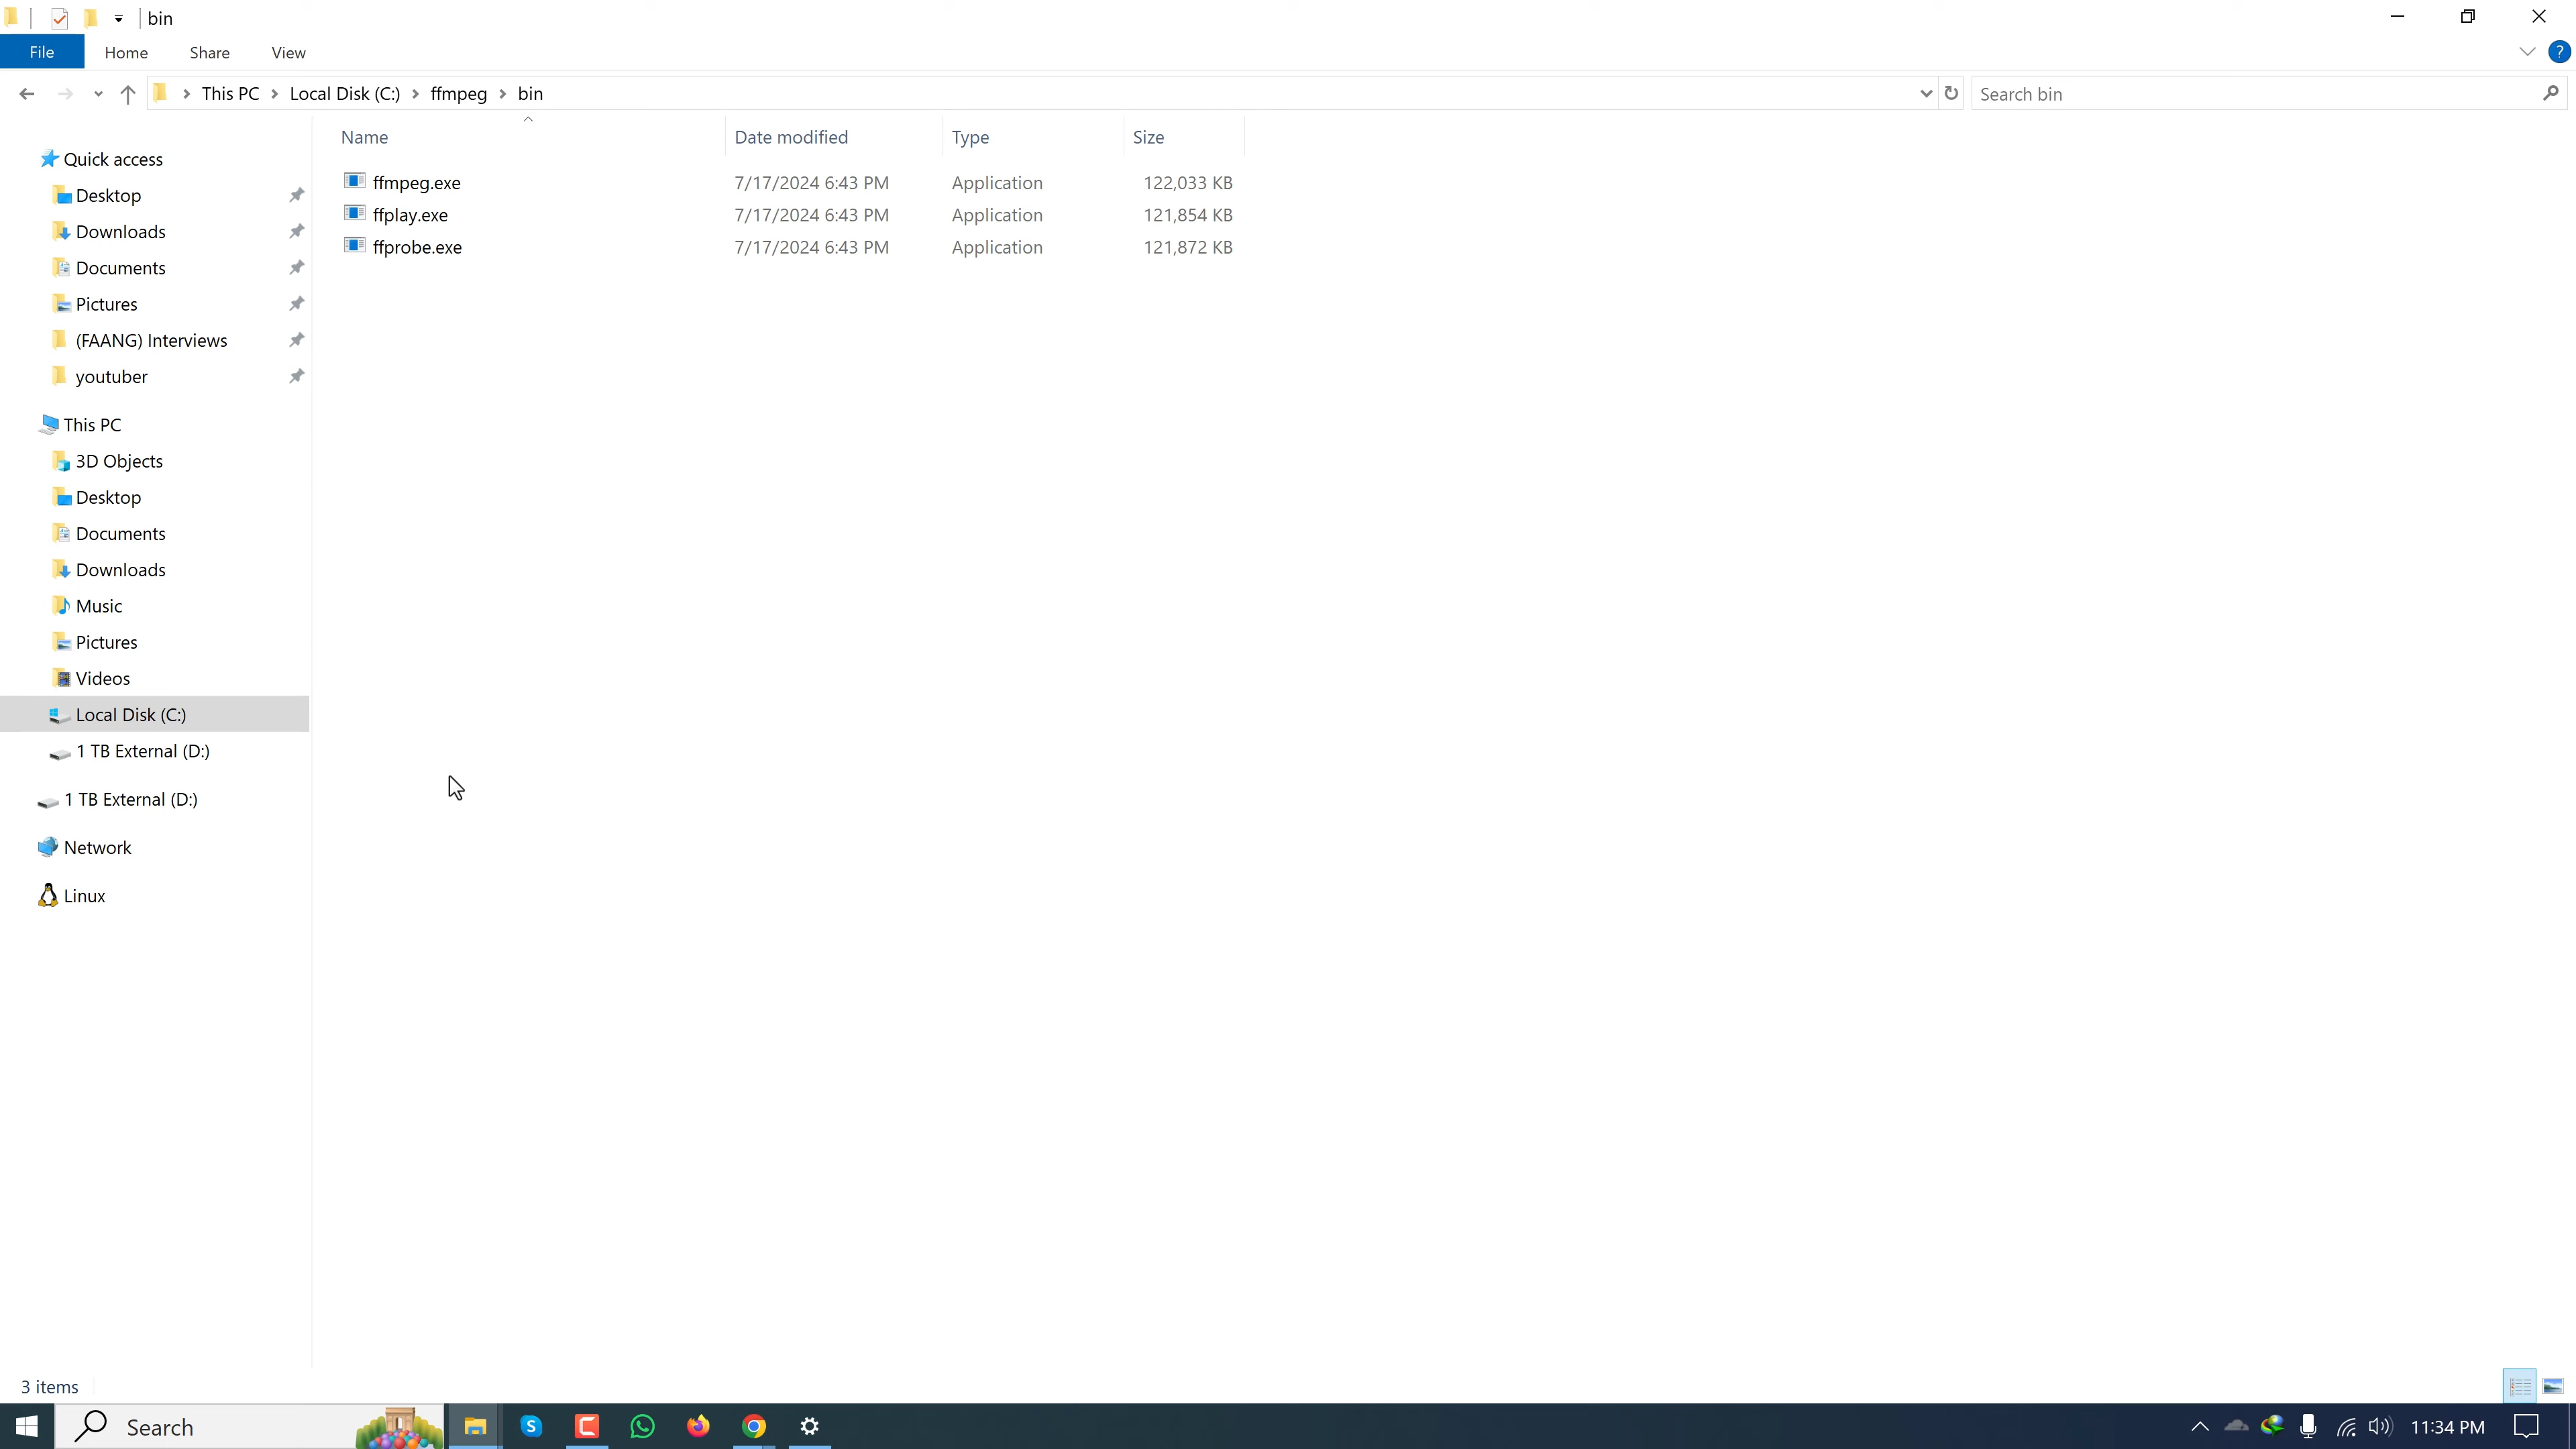 bin
File Home Share View
This PC Local Disk (C:) ffmpeg bin
Search bin
Name Date modified Type Size
ffmpeg.exe 7/17/2024 6:43 PM Application 122,033 KB
ffplay.exe 7/17/2024 6:43 PM Application 121,854 KB
ffprobe.exe 7/17/2024 6:43 PM Application 121,872 KB
Quick access
Desktop
Downloads
Documents
Pictures
(FAANG) Interviews
youtuber
This PC
3D Objects
Desktop
Documents
Downloads
Music
Pictures
Videos
Local Disk (C:)
1 TB External (D:)
1 TB External (D:)
Network
Linux
3 items
Search
11:34 PM